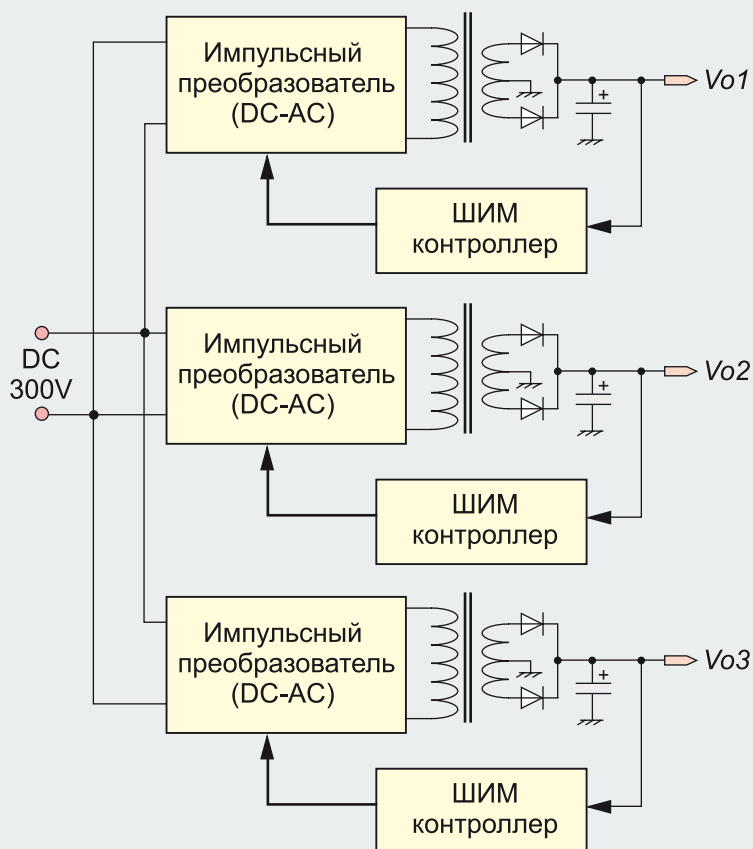 Импульсный
преобразователь
(DC-AC)
+
Vo1
ШИМ
контроллер
DC
300V
Импульсный
преобразователь
(DC-AC)
+
Vo2
ШИМ
контроллер
Импульсный
преобразователь
(DC-AC)
+
Vo3
ШИМ
контроллер